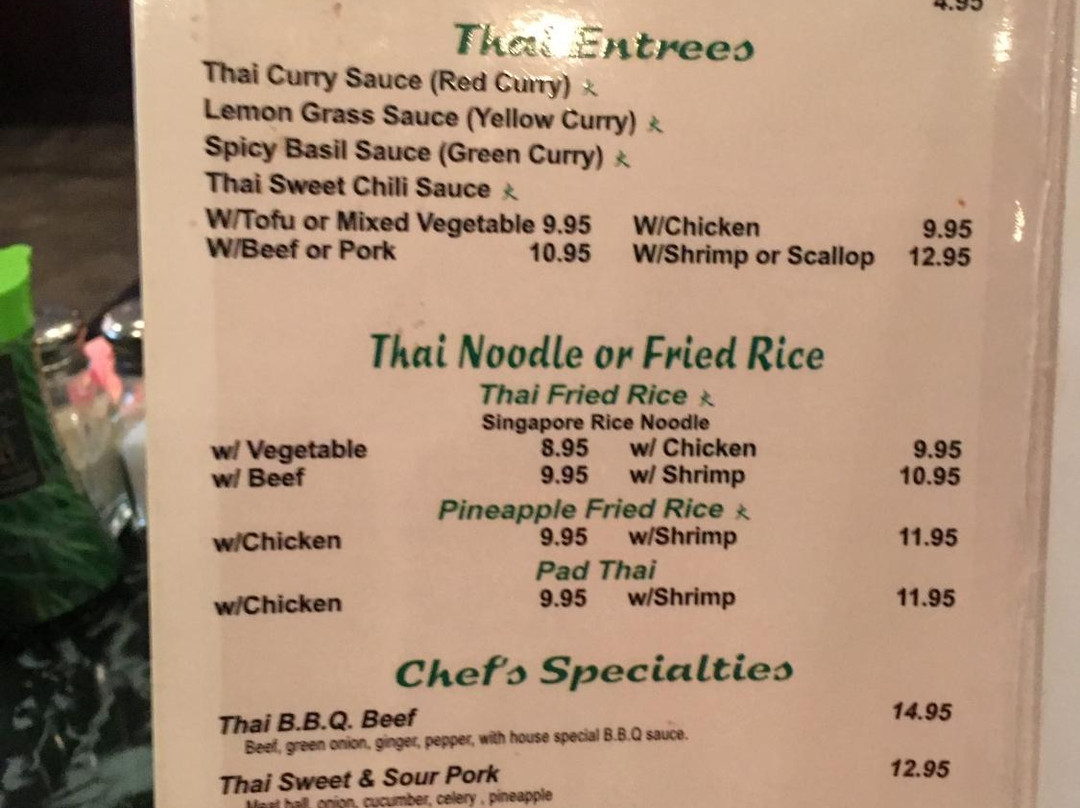 4.95
Thai Entrees
Thai Curry Sauce (Red Curry)
Lemon Grass Sauce (Yellow Curry)
Spicy Basil Sauce (Green Curry)
Thai Sweet Chili Sauce
W/Tofu or Mixed Vegetable 9.95 W/Chicken 9.95
W/Beef or Pork 10.95 W/Shrimp or Scallop 12.95
Thai Noodle or Fried Rice
Thai Fried Rice
Singapore Rice Noodle
w/ Vegetable 8.95 w/ Chicken 9.95
w/ Beef 9.95 w/ Shrimp 10.95
Pineapple Fried Rice
w/Chicken 9.95 w/Shrimp 11.95
Pad Thai
w/Chicken 9.95 w/Shrimp 11.95
Chef's Specialties
Thai B.B.Q. Beef 14.95
Beef, green onion, ginger, pepper, with house special B.B.Q sauce.
Thai Sweet & Sour Pork 12.95
Meat ball, onion, cucumber, celery , pineapple